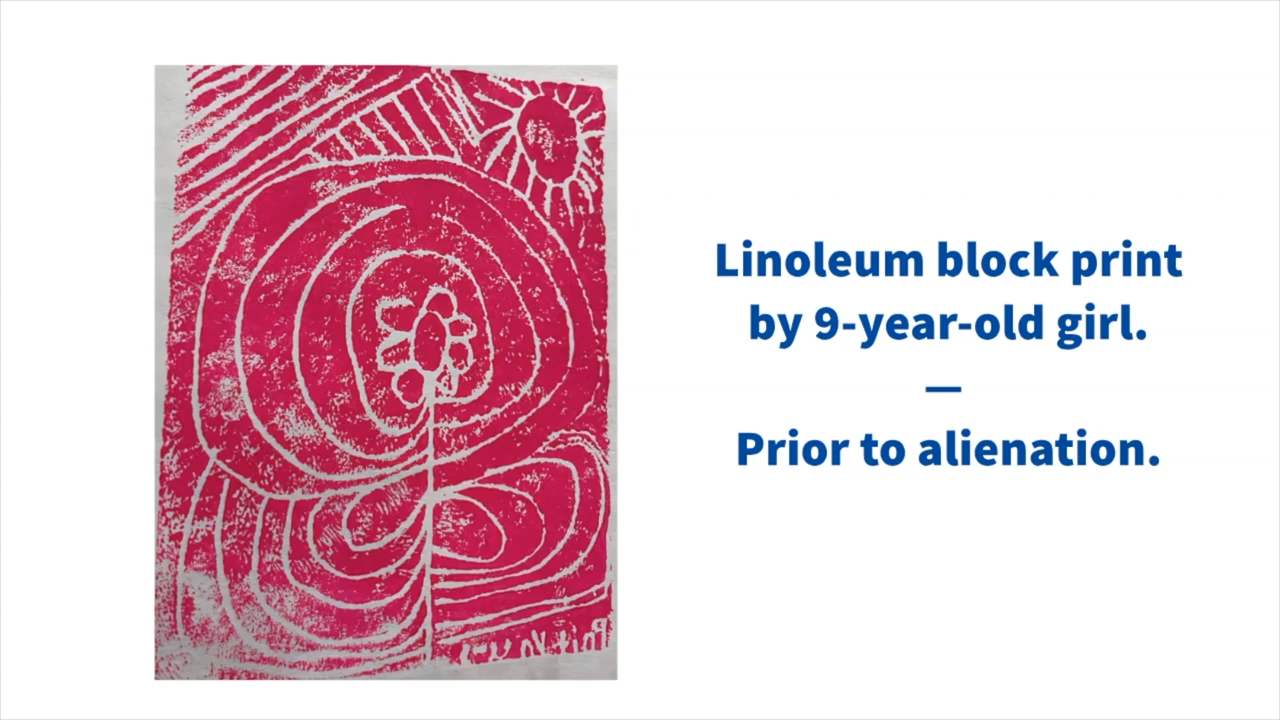 Linoleum block print
by 9-year-old girl.
—
Prior to alienation.